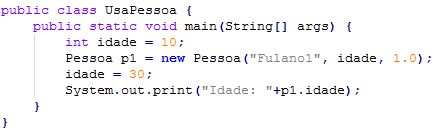 public class UsaPessoa {
    public static void main(String[] args) {
        int idade = 10;
        Pessoa p1 = new Pessoa("Fulano1", idade, 1.0);
        idade = 30;
        System.out.print("Idade: "+p1.idade);
    }
}